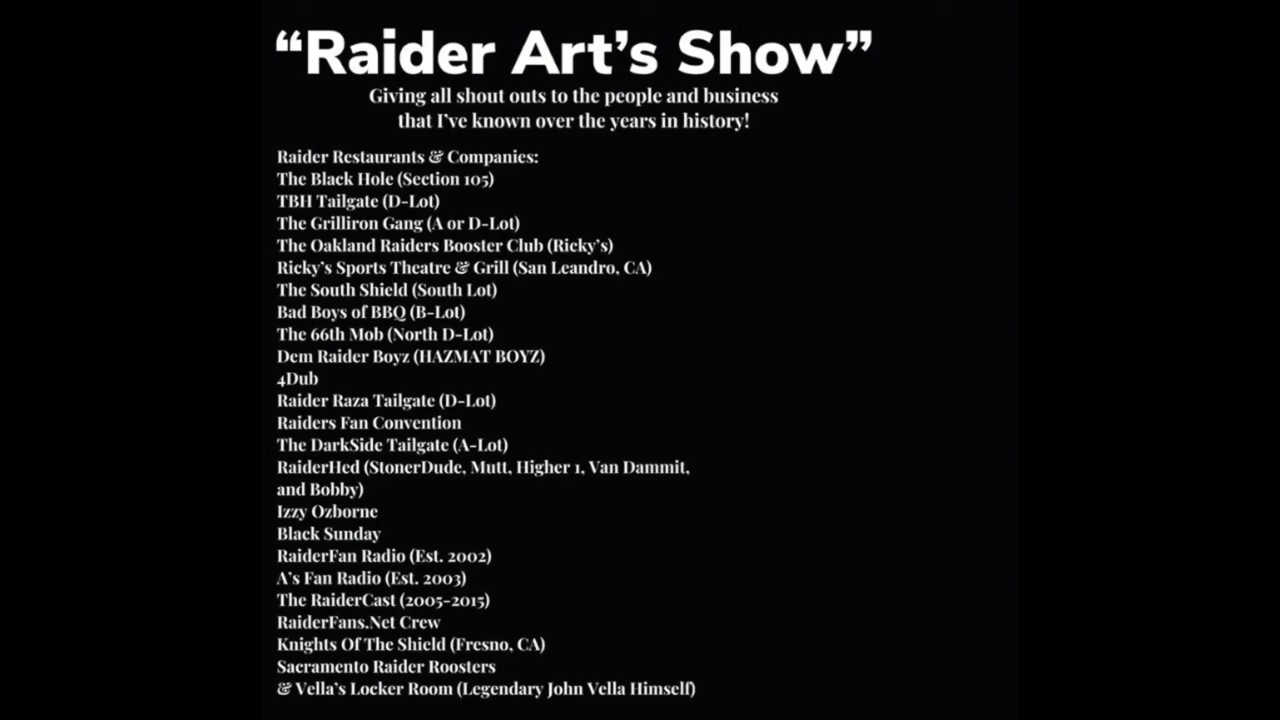 “Raider Art’s Show”
Giving all shout outs to the people and business
that I’ve known over the years in history!
Raider Restaurants & Companies:
The Black Hole (Section 105)
TBH Tailgate (D-Lot)
The Grilliron Gang (A or D-Lot)
The Oakland Raiders Booster Club (Ricky’s)
Ricky’s Sports Theatre & Grill (San Leandro, CA)
The South Shield (South Lot)
Bad Boys of BBQ (B-Lot)
The 66th Mob (North D-Lot)
Dem Raider Boyz (HAZMAT BOYZ)
4Dub
Raider Raza Tailgate (D-Lot)
Raiders Fan Convention
The DarkSide Tailgate (A-Lot)
RaiderHed (StonerDude, Mutt, Higher 1, Van Dammit,
and Bobby)
Izzy Ozborne
Black Sunday
RaiderFan Radio (Est. 2002)
A’s Fan Radio (Est. 2003)
The RaiderCast (2005-2015)
RaiderFans.Net Crew
Knights Of The Shield (Fresno, CA)
Sacramento Raider Roosters
& Vella’s Locker Room (Legendary John Vella Himself)